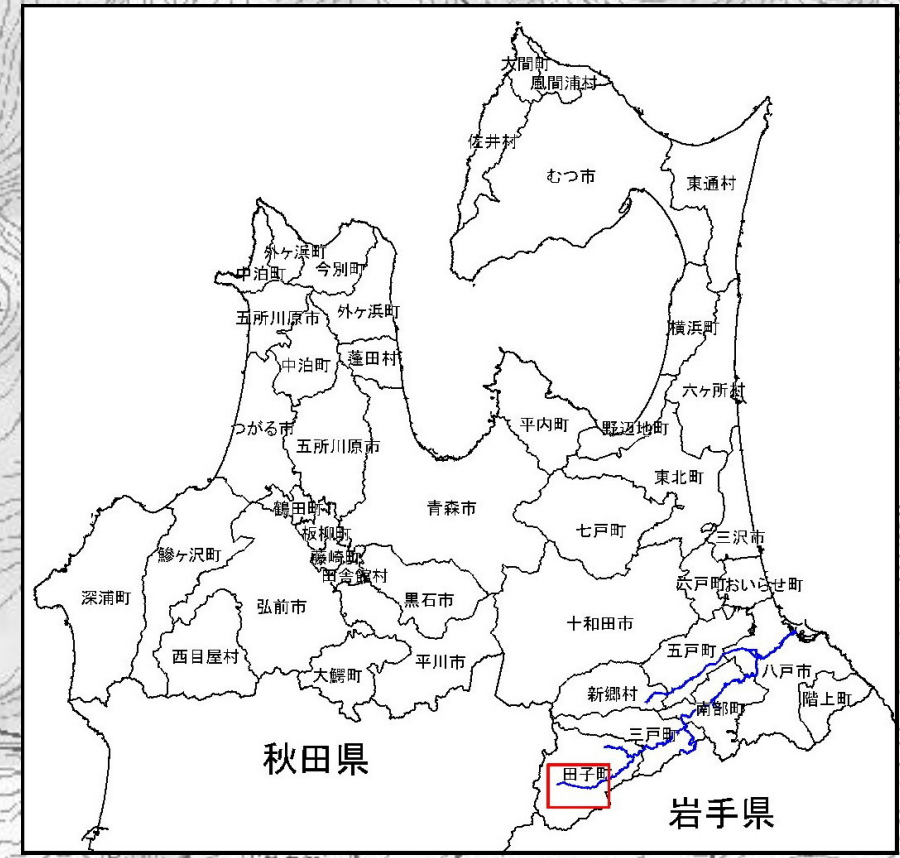 大間町
風間浦村
佐井村
むつ市
東通村
外ヶ浜町
中泊町
今別町
五所川原市
外ヶ浜町
横浜町
蓬田村
中泊町
六ヶ所村
つがる市
平内町
野辺地町
五所川原市
東北町
青森市
鶴田町
七戸町
板柳町
三沢市
鰺ヶ沢町
藤崎町
田舎館村
六戸町
おいらせ町
深浦町
弘前市
黒石市
十和田市
西目屋村
五戸町
平川市
大鰐町
八戸市
新郷村
階上町
南部町
三戸町
秋田県
田子町
岩手県